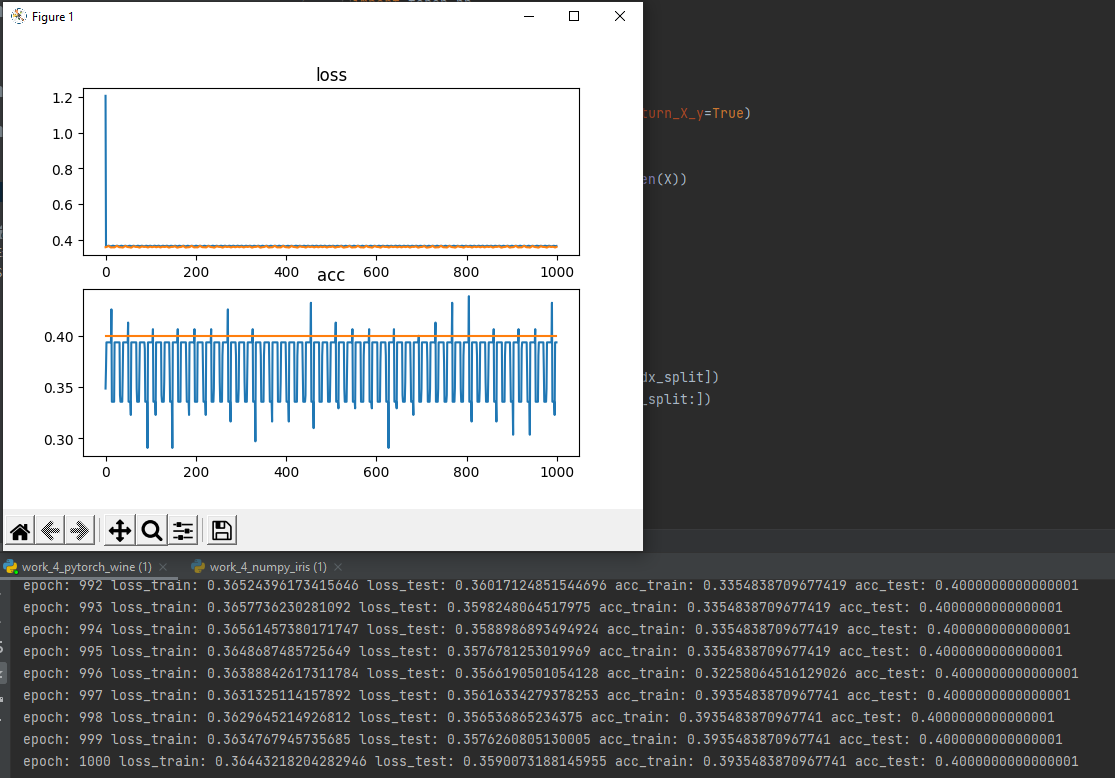 Figure 1
loss
1.2
1.0
0.8
0.6
0.4
0 200 400 600 800 1000
acc
0.40
0.35
0.30
0 200 400 600 800 1000
turn_X_y=True)
en(X))
dx_split])
_split:])
work_4_pytorch_wine (1) work_4_numpy_iris (1)
epoch: 992 loss_train: 0.36524396173415646 loss_test: 0.36017124851544696 acc_train: 0.3354838709677419 acc_test: 0.4000000000000001
epoch: 993 loss_train: 0.3657736230281092 loss_test: 0.3598248064517975 acc_train: 0.3354838709677419 acc_test: 0.4000000000000001
epoch: 994 loss_train: 0.36561457380171747 loss_test: 0.3588986893494924 acc_train: 0.3354838709677419 acc_test: 0.4000000000000001
epoch: 995 loss_train: 0.3648687485725649 loss_test: 0.3576781253019969 acc_train: 0.3354838709677419 acc_test: 0.4000000000000001
epoch: 996 loss_train: 0.36388842617311784 loss_test: 0.3566190501054128 acc_train: 0.32258064516129026 acc_test: 0.4000000000000001
epoch: 997 loss_train: 0.3631325114157892 loss_test: 0.35616334279378253 acc_train: 0.3935483870967741 acc_test: 0.4000000000000001
epoch: 998 loss_train: 0.3629645214926812 loss_test: 0.356536865234375 acc_train: 0.3935483870967741 acc_test: 0.4000000000000001
epoch: 999 loss_train: 0.3634767945735685 loss_test: 0.3576260805130005 acc_train: 0.3935483870967741 acc_test: 0.4000000000000001
epoch: 1000 loss_train: 0.36443218204282946 loss_test: 0.3590073188145955 acc_train: 0.3935483870967741 acc_test: 0.4000000000000001